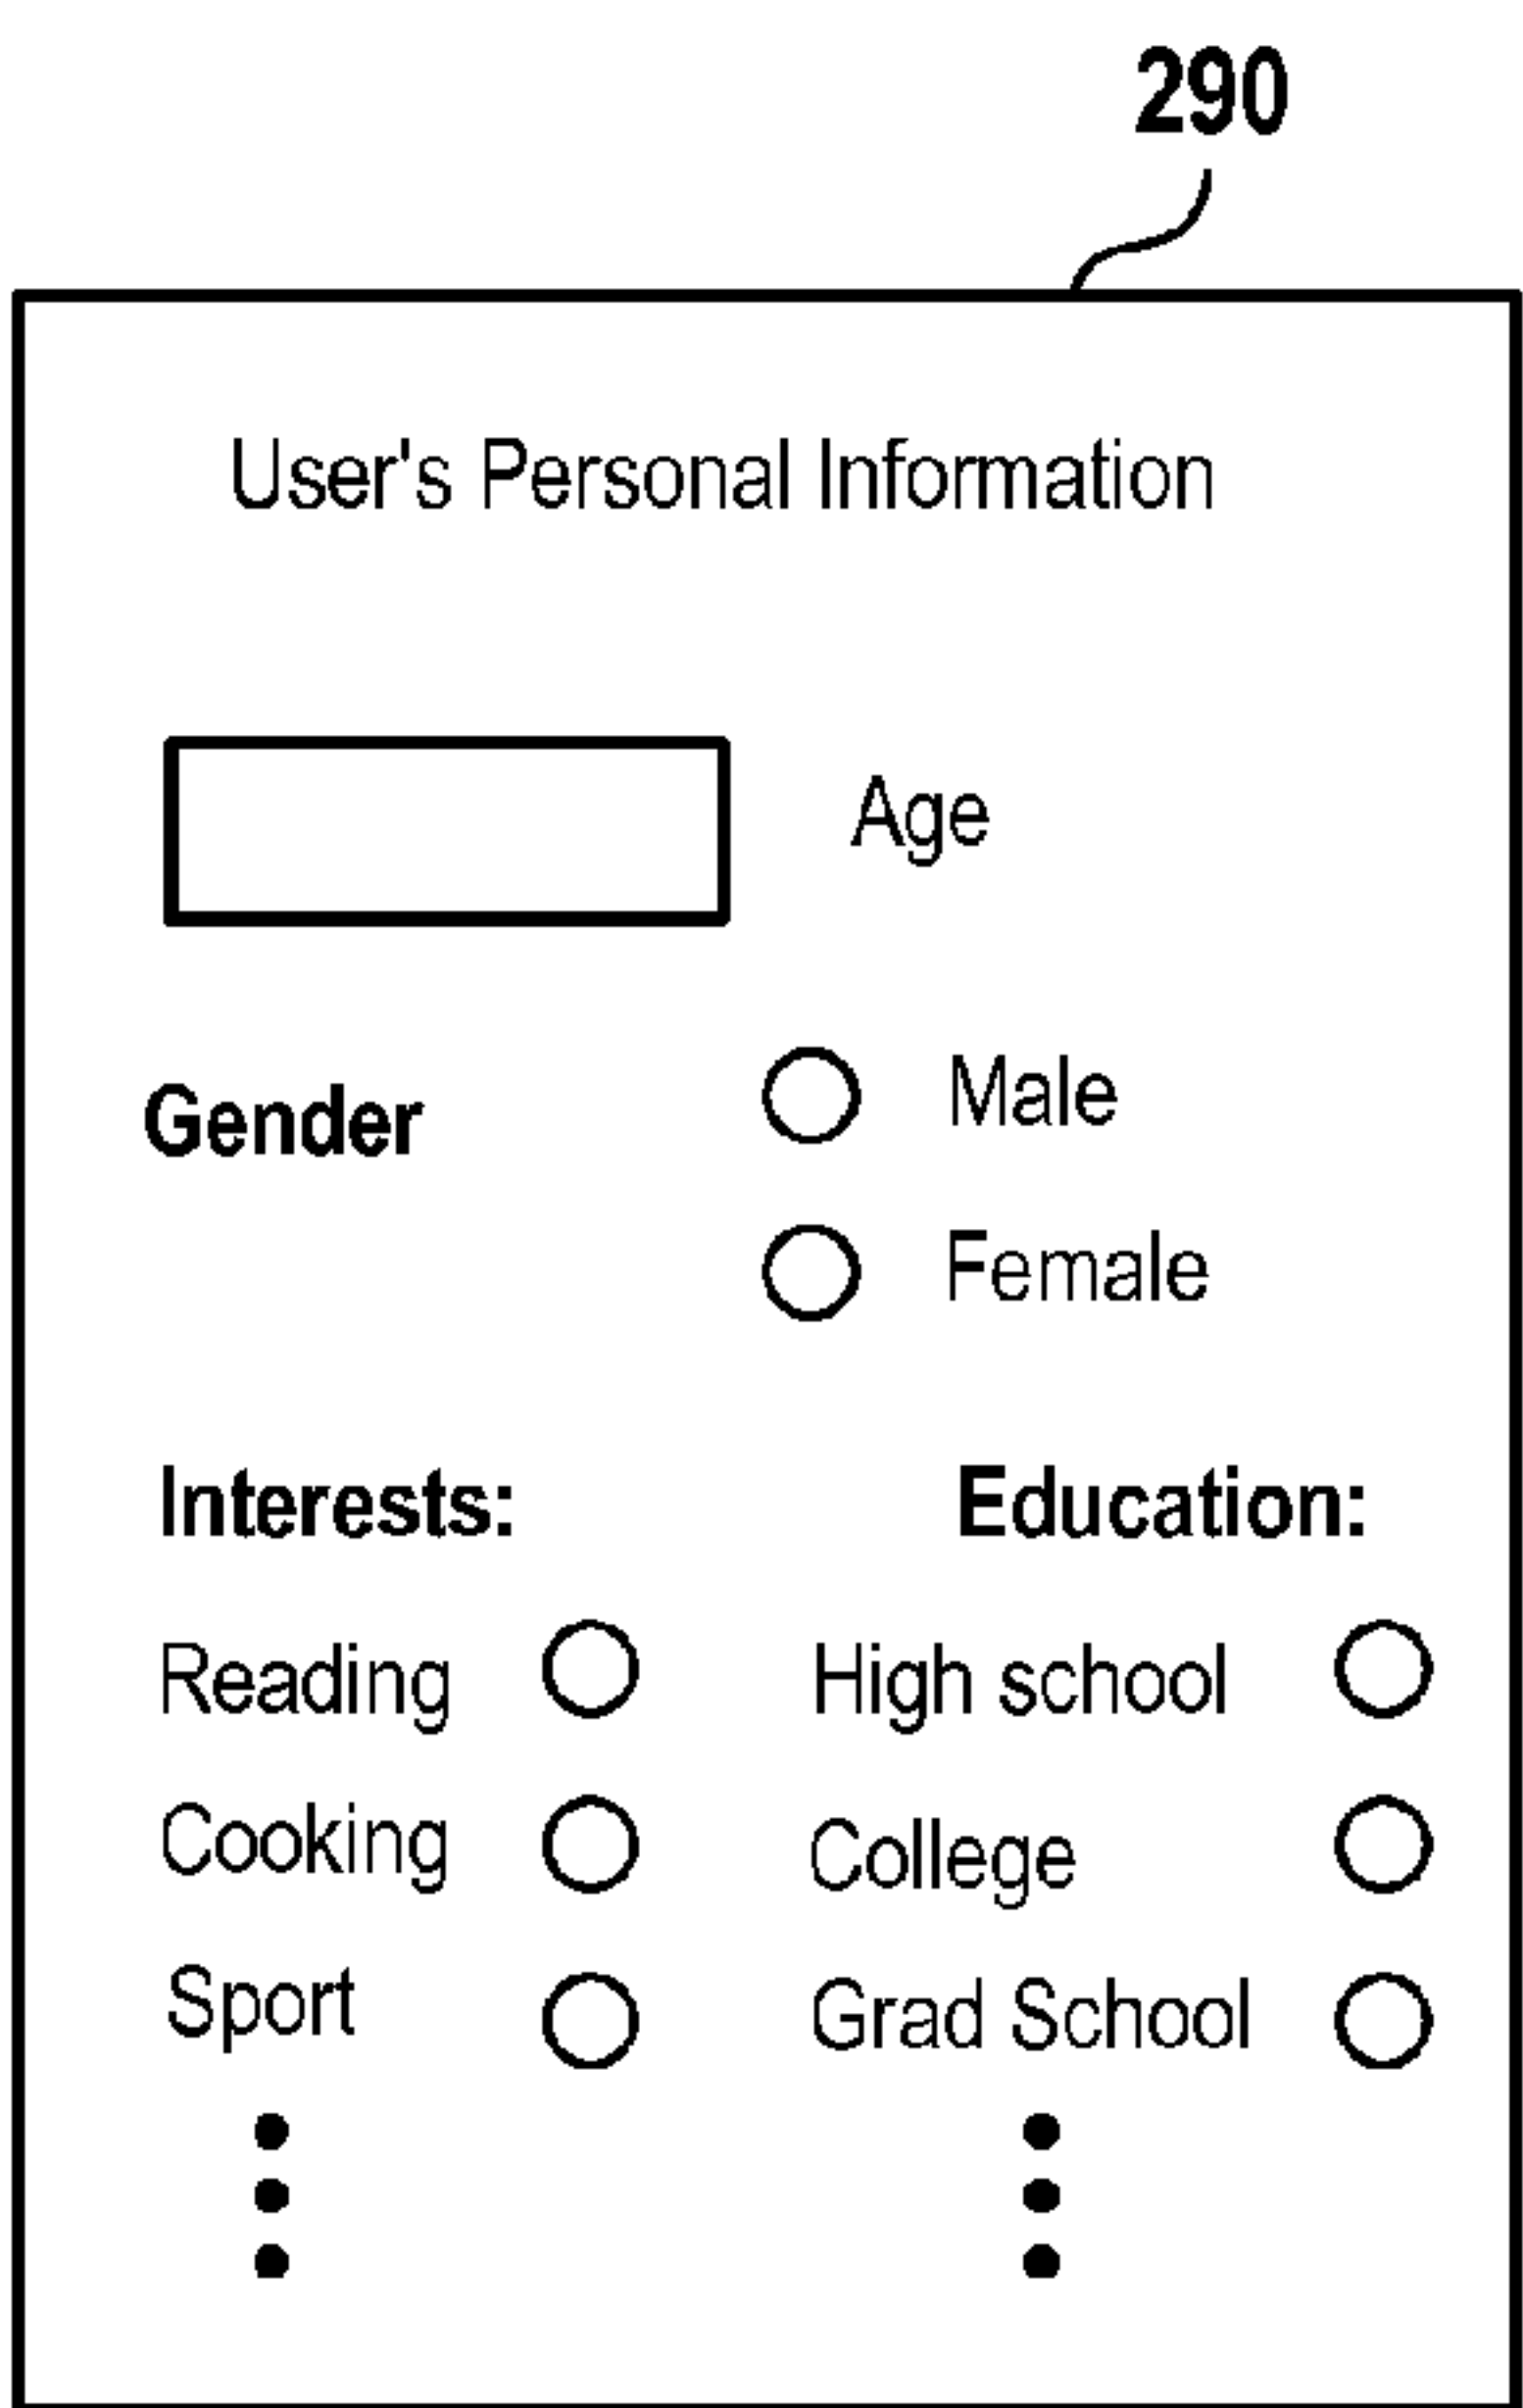 290
User's Personal Information
Age
Gender
Male
Female
Interests:
Education:
Reading
High school
Cooking
College
Sport
Grad School